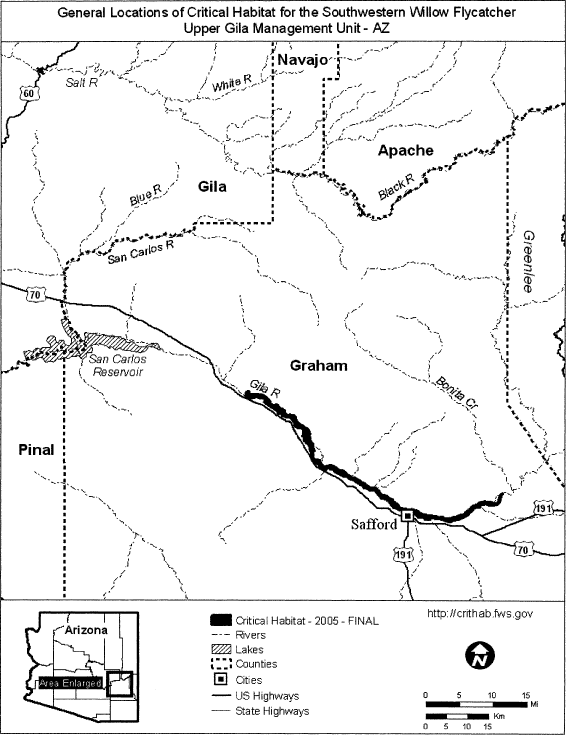 General Locations of Critical Habitat for the Southwestern Willow Flycatcher
Upper Gila Management Unit - AZ
Navajo
White R
Salt R
60
Apache
Black R
Gila
Blue R
San Carlos R
Greenlee
70
San Carlos
Reservoir
Graham
Gila R
Bonita Cr
Pinal
Safford
191
191
70
Arizona
Area Enlarged
Critical Habitat - 2005 - FINAL
Rivers
Lakes
Counties
Cities
US Highways
State Highways
http://crithab.fws.gov
N
0 5 10 15
Mi
Km
0 5 10 15